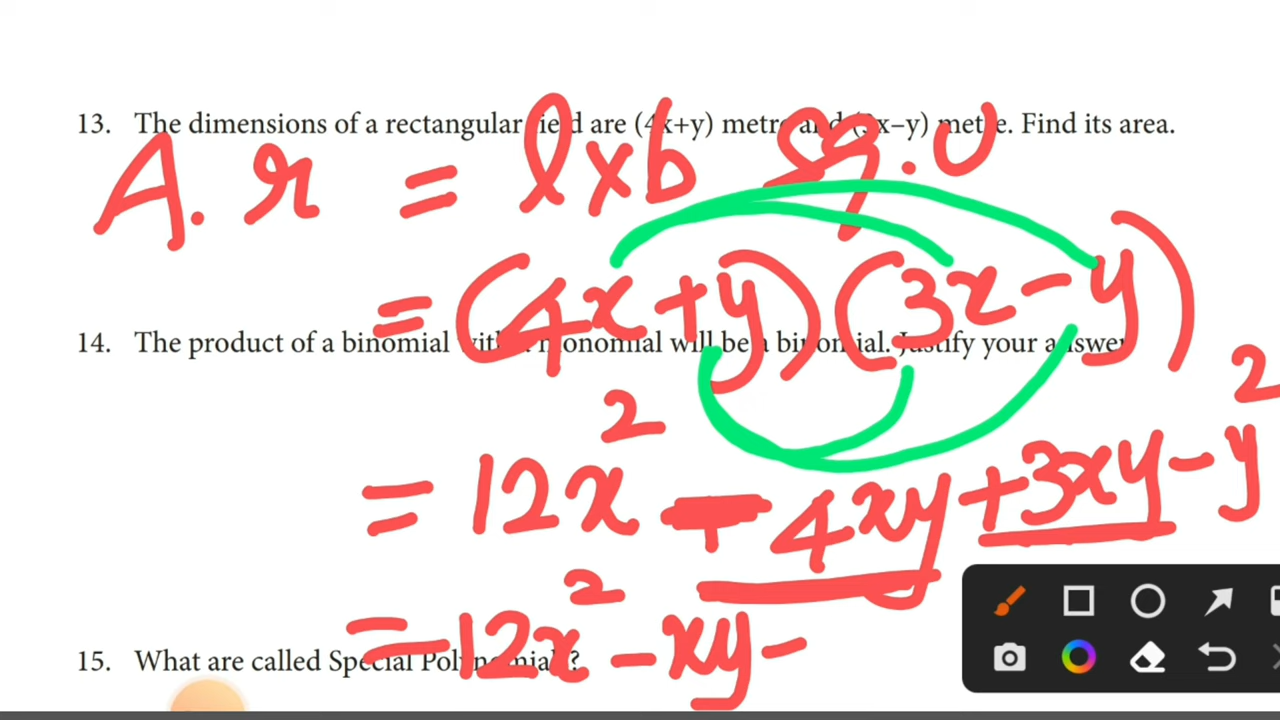 13. The dimensions of a rectangular field are (4x+y) metre and (3x–y) metre. Find its area.
A. r = l x b sq. U
= (4x + y) (3x - y)
14. The product of a binomial with a monomial will be a binomial. Justify your answer.
= 12x² - 4xy + 3xy - y²
= 12x² - xy -
15. What are called Special Polynomials?